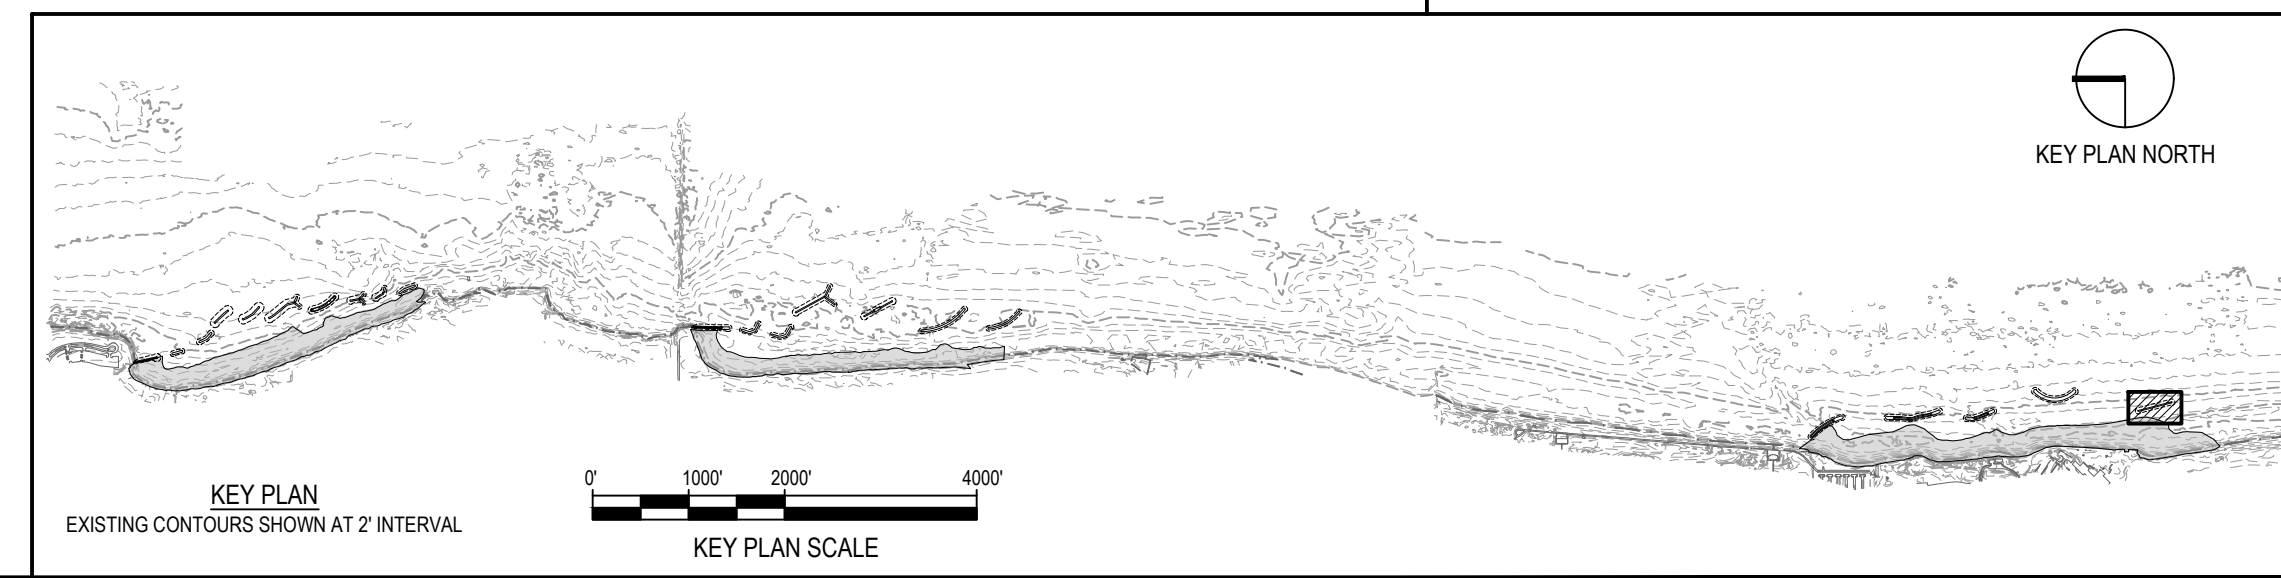 KEY PLAN NORTH
KEY PLAN
EXISTING CONTOURS SHOWN AT 2' INTERVAL
0' 1000' 2000' 4000'
KEY PLAN SCALE